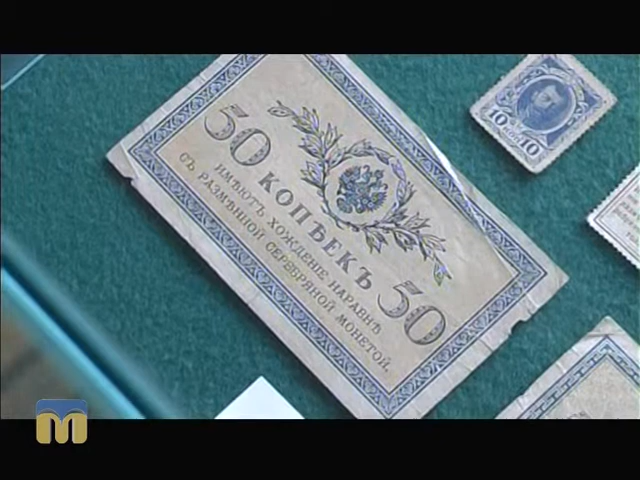 50 50
КОПѢЕКЪ
ИМѢЮТЪ ХОЖДЕНІЕ НАРАВНѢ
СЪ РАЗМѢННОЙ СЕРЕБРЯНОЙ МОНЕТОЙ.
10 КОП 10
M